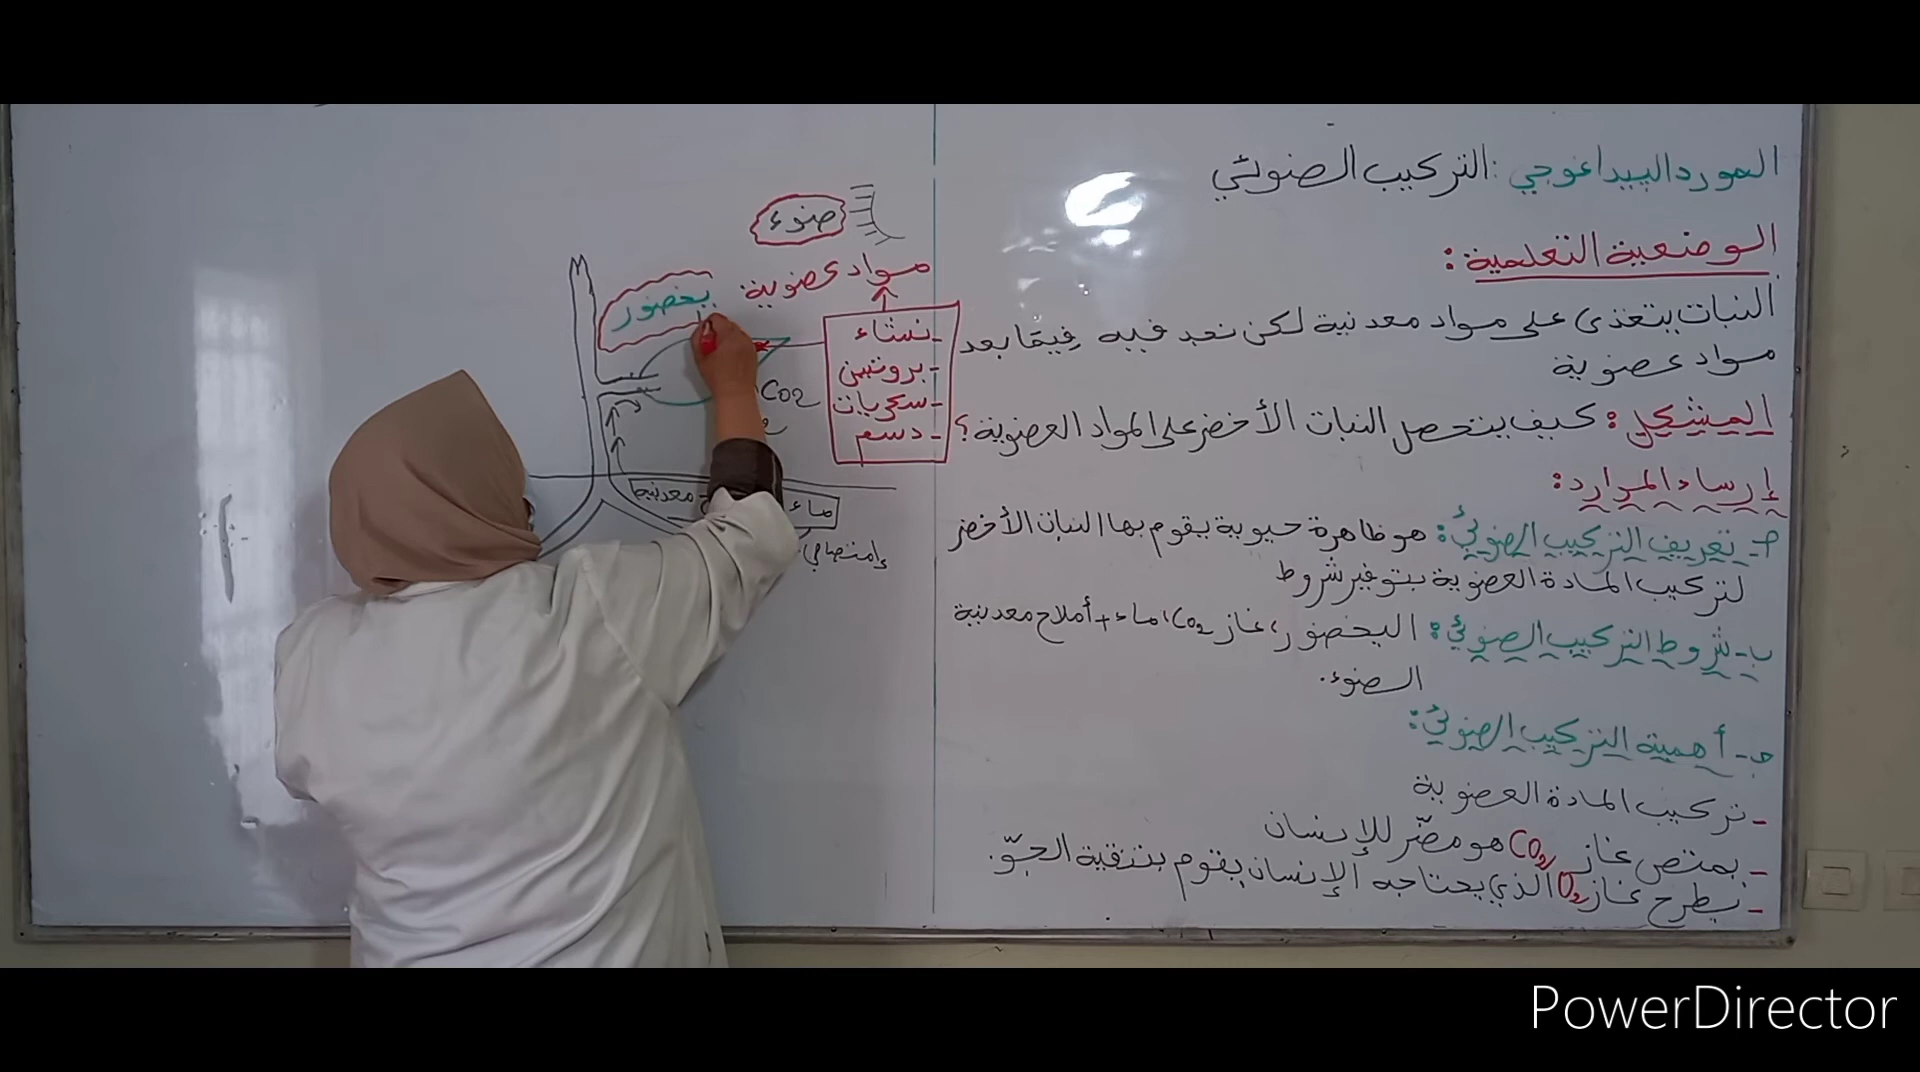 المورد البيداغوجي: التركيب الضوئي
الوضعية التعلمية:
النبات يتغذى على مواد معدنية لكن نجد فيه فيما بعد
مواد عضوية
المشكل: كيف يتحصل النبات الأخضر على المواد العضوية؟
إرساء الموارد:
أ- تعريف التركيب الضوئي: هو ظاهرة حيوية يقوم بها النبات الأخضر
لتركيب المادة العضوية بتوفير شروط
ب- شروط التركيب الضوئي: اليخضور، غاز CO2، ماء + أملاح معدنية
الضوء.
ج- أهمية التركيب الضوئي:
- تركيب المادة العضوية
- يمتص غاز CO2 هو مضّر للإنسان
- يطرح غاز O2 الذي يحتاجه الإنسان يقوم بتنقية الجوّ.
ضوء
مواد عضوية
يخضور
- نشاء
- بروتين
- سكريات
- دسم
CO2
ماء
معدنية
إمتصاص
PowerDirector